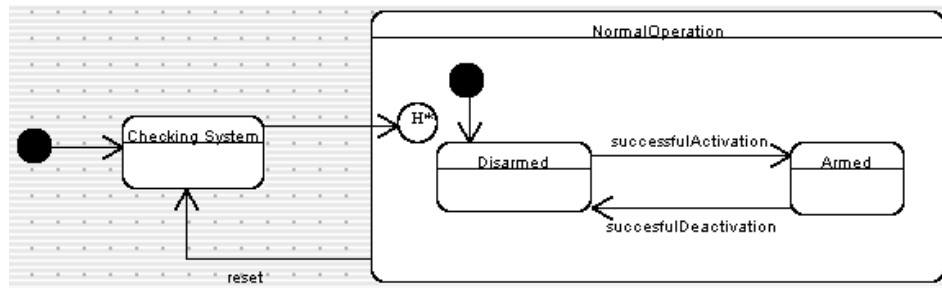 NormalOperation
H*
Checking System
successfulActivation
Disarmed
Armed
succesfulDeactivation
reset